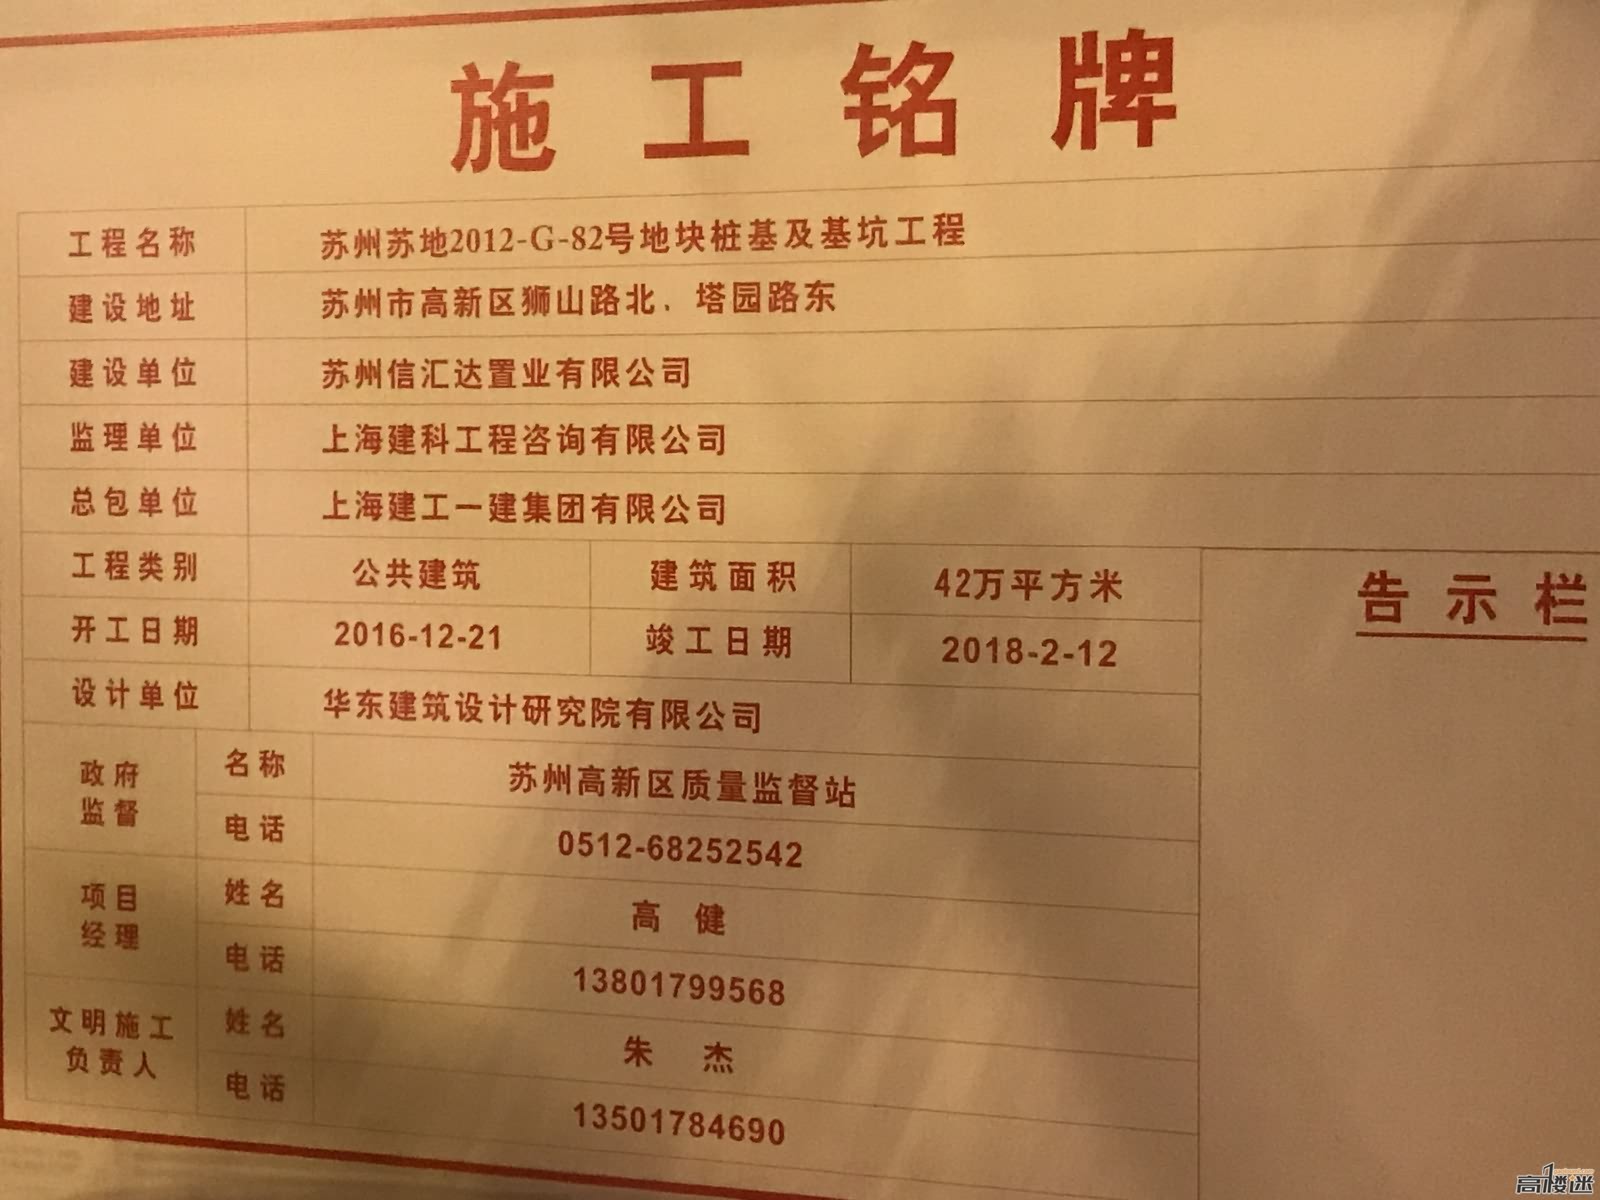 施工铭牌
工程名称 苏州苏地2012-G-82号地块桩基及基坑工程
建设地址 苏州市高新区狮山路北、塔园路东
建设单位 苏州信汇达置业有限公司
监理单位 上海建科工程咨询有限公司
总包单位 上海建工一建集团有限公司
工程类别 公共建筑 建筑面积 42万平方米
告示栏
开工日期 2016-12-21 竣工日期 2018-2-12
设计单位 华东建筑设计研究院有限公司
政府监督 名称 苏州高新区质量监督站
电话 0512-68252542
项目经理 姓名 高健
电话 13801799568
文明施工负责人 姓名 朱杰
电话 13501784690
高楼迷